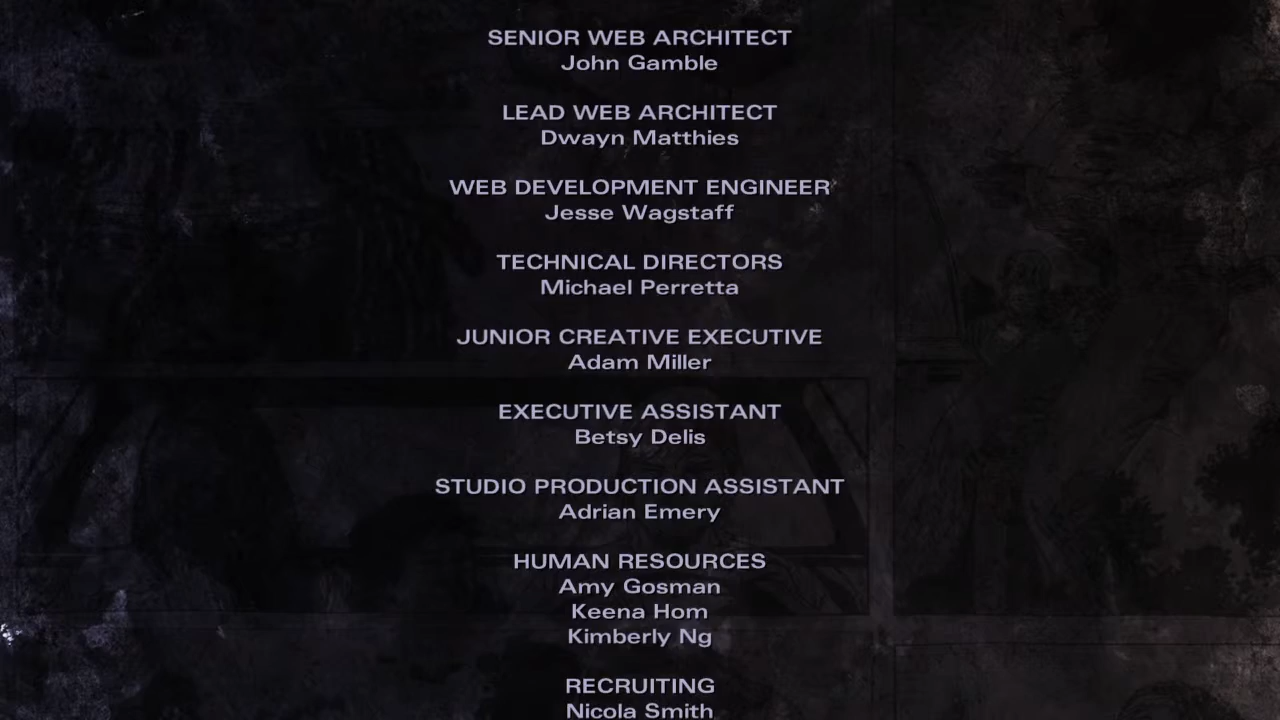 SENIOR WEB ARCHITECT
John Gamble
LEAD WEB ARCHITECT
Dwayn Matthies
WEB DEVELOPMENT ENGINEER
Jesse Wagstaff
TECHNICAL DIRECTORS
Michael Perretta
JUNIOR CREATIVE EXECUTIVE
Adam Miller
EXECUTIVE ASSISTANT
Betsy Delis
STUDIO PRODUCTION ASSISTANT
Adrian Emery
HUMAN RESOURCES
Amy Gosman
Keena Hom
Kimberly Ng
RECRUITING
Nicola Smith